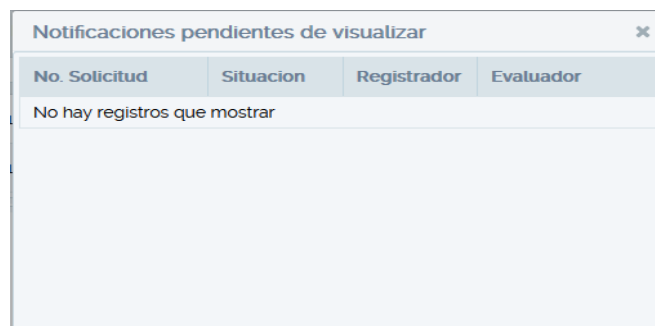 Notificaciones pendientes de visualizar
No. Solicitud Situacion Registrador Evaluador
No hay registros que mostrar